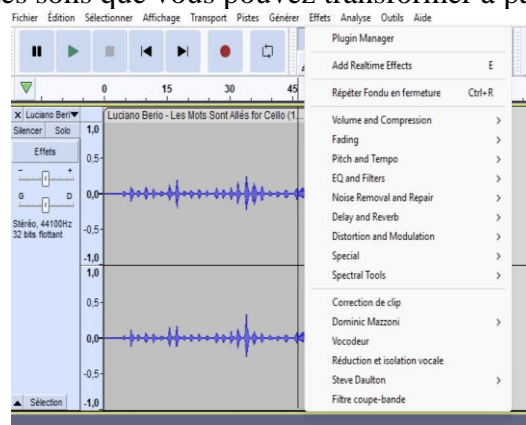 des sons que vous pouvez transformer à pa
Fichier Édition Sélectionner Affichage Transport Pistes Générer Effets Analyse Outils Aide
Plugin Manager
Add Realtime Effects E
Répéter Fondu en fermeture Ctrl+R
Volume and Compression
Fading
Pitch and Tempo
EQ and Filters
Noise Removal and Repair
Delay and Reverb
Distortion and Modulation
Special
Spectral Tools
Correction de clip
Dominic Mazzoni
Vocodeur
Réduction et isolation vocale
Steve Daulton
Filtre coupe-bande
0 15 30 45
X Luciano Beri
Luciano Berio - Les Mots Sont Allés for Cello (1...
Silencer Solo
Effets
- +
G D
Stéréo, 44100Hz
32 bits flottant
1,0
0,5
0,0
-0,5
-1,0
1,0
0,5
0,0
-0,5
-1,0
Sélection